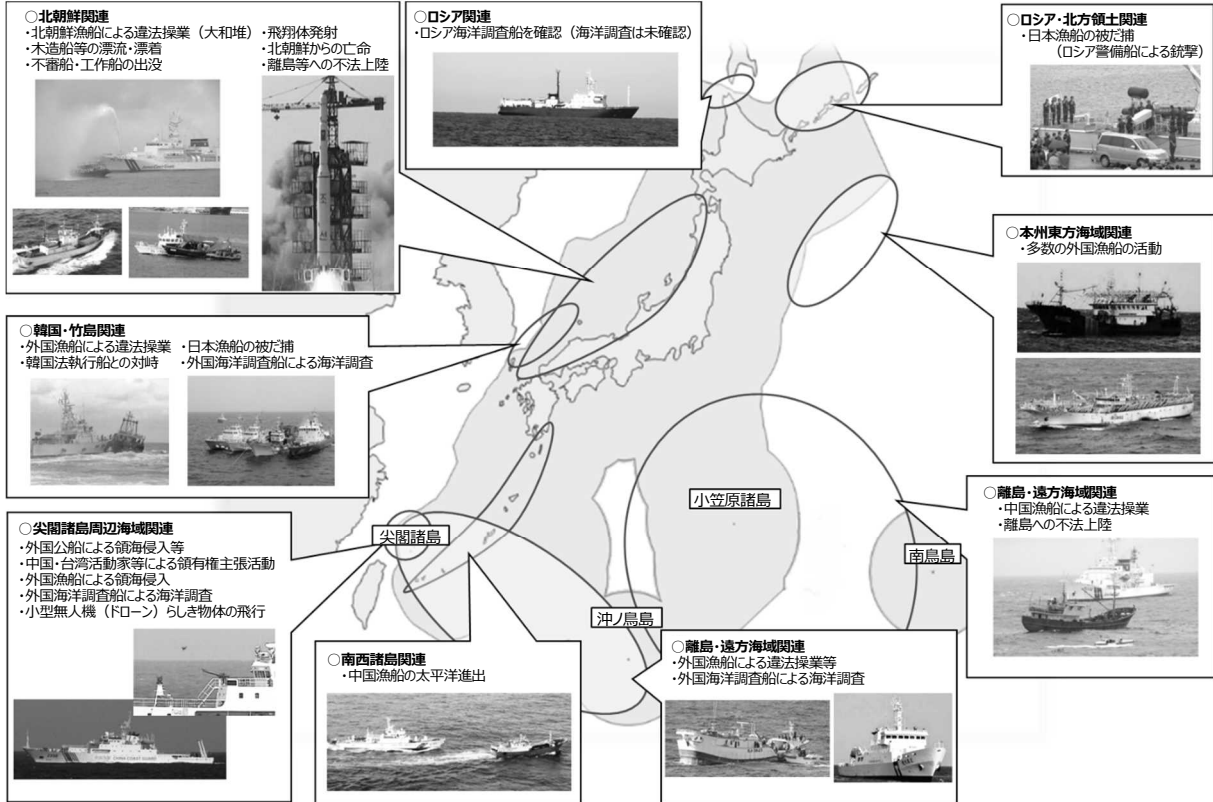 ○北朝鮮関連
・北朝鮮漁船による違法操業（大和堆）
・木造船等の漂流・漂着
・不審船・工作船の出没
・飛翔体発射
・北朝鮮からの亡命
・離島等への不法上陸
○ロシア関連
・ロシア海洋調査船を確認（海洋調査は未確認）
○ロシア・北方領土関連
・日本漁船の被だ捕
（ロシア警備船による銃撃）
○本州東方海域関連
・多数の外国漁船の活動
○韓国・竹島関連
・外国漁船による違法操業
・韓国法執行船との対峙
・日本漁船の被だ捕
・外国海洋調査船による海洋調査
○尖閣諸島周辺海域関連
・外国公船による領海侵入等
・中国・台湾活動家等による領有権主張活動
・外国漁船による領海侵入
・外国海洋調査船による海洋調査
・小型無人機（ドローン）らしき物体の飛行
尖閣諸島
小笠原諸島
南鳥島
沖ノ鳥島
○離島・遠方海域関連
・中国漁船による違法操業
・離島への不法上陸
○南西諸島関連
・中国漁船の太平洋進出
○離島・遠方海域関連
・外国漁船による違法操業等
・外国海洋調査船による海洋調査
CHINA COAST GUARD